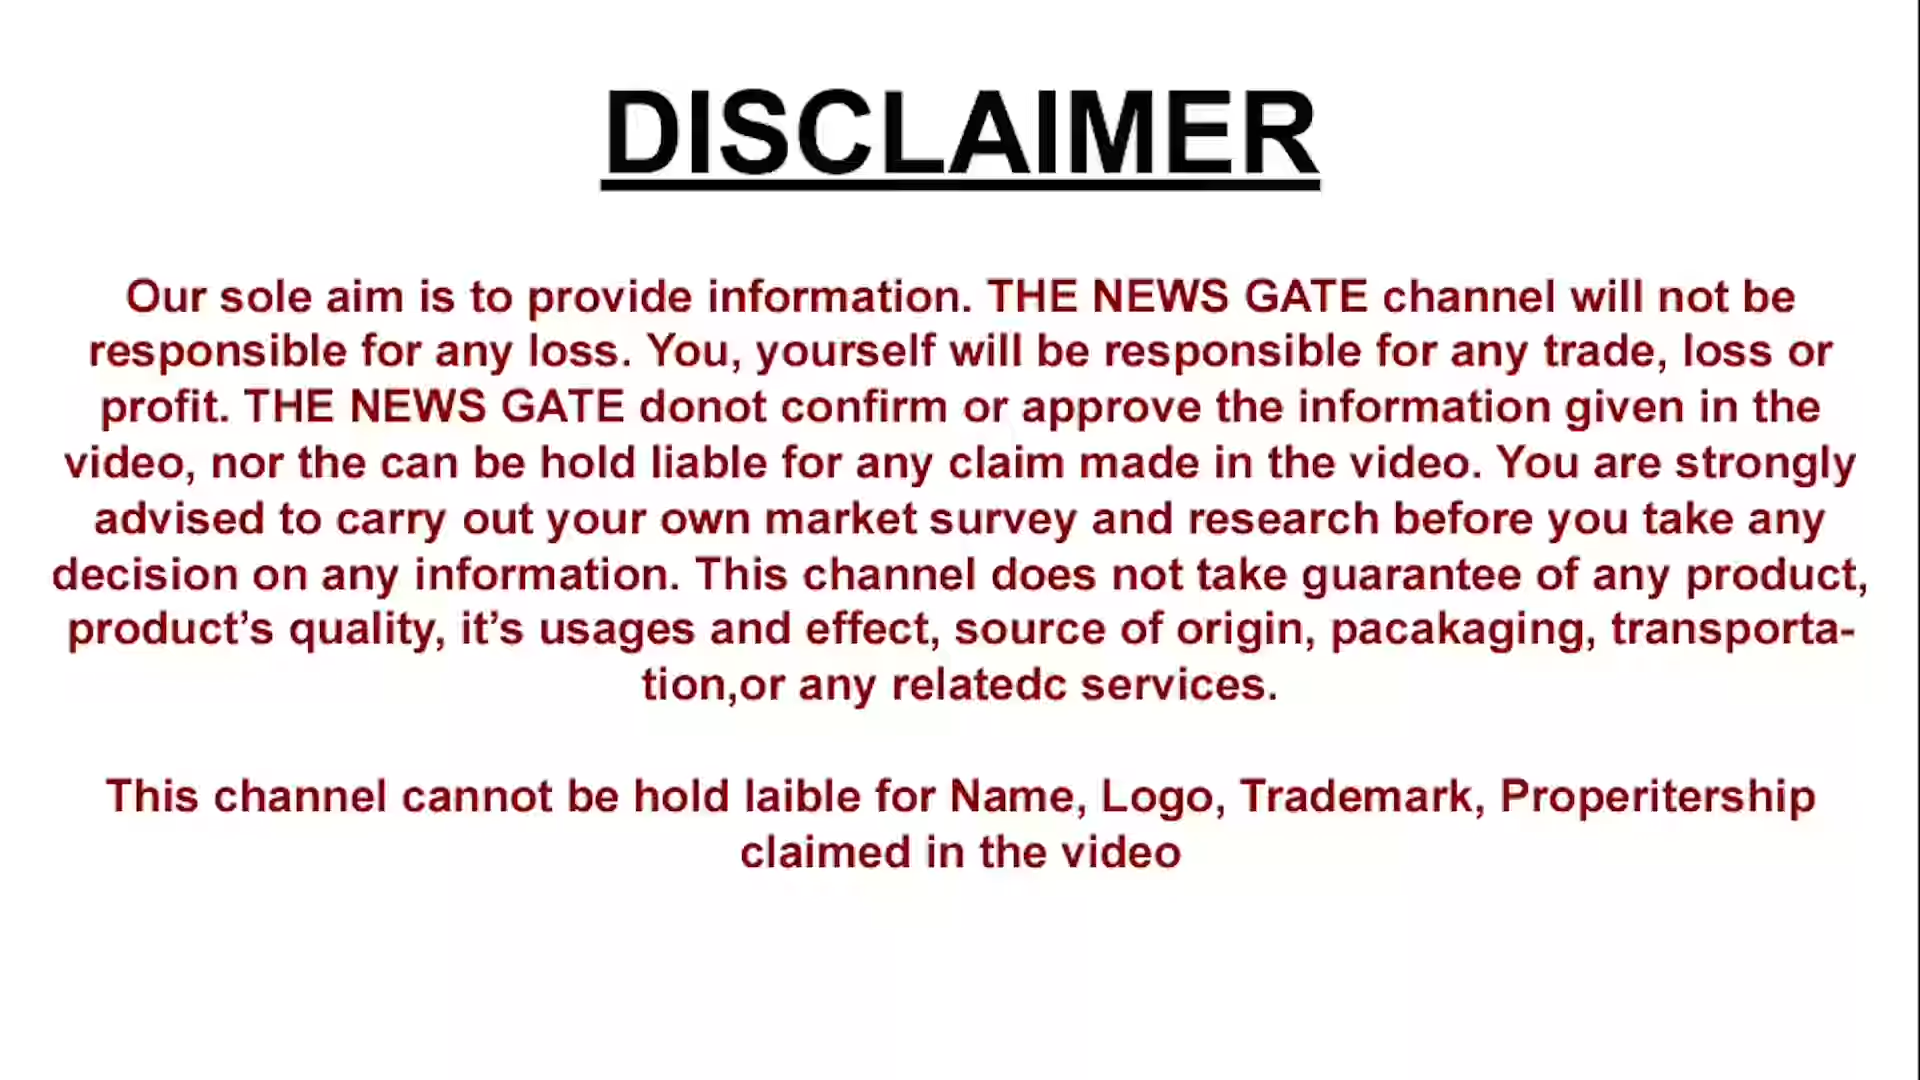 DISCLAIMER
Our sole aim is to provide information. THE NEWS GATE channel will not be
responsible for any loss. You, yourself will be responsible for any trade, loss or
profit. THE NEWS GATE donot confirm or approve the information given in the
video, nor the can be hold liable for any claim made in the video. You are strongly
advised to carry out your own market survey and research before you take any
decision on any information. This channel does not take guarantee of any product,
product’s quality, it’s usages and effect, source of origin, pacakaging, transporta-
tion,or any relatedc services.
This channel cannot be hold laible for Name, Logo, Trademark, Properitership
claimed in the video